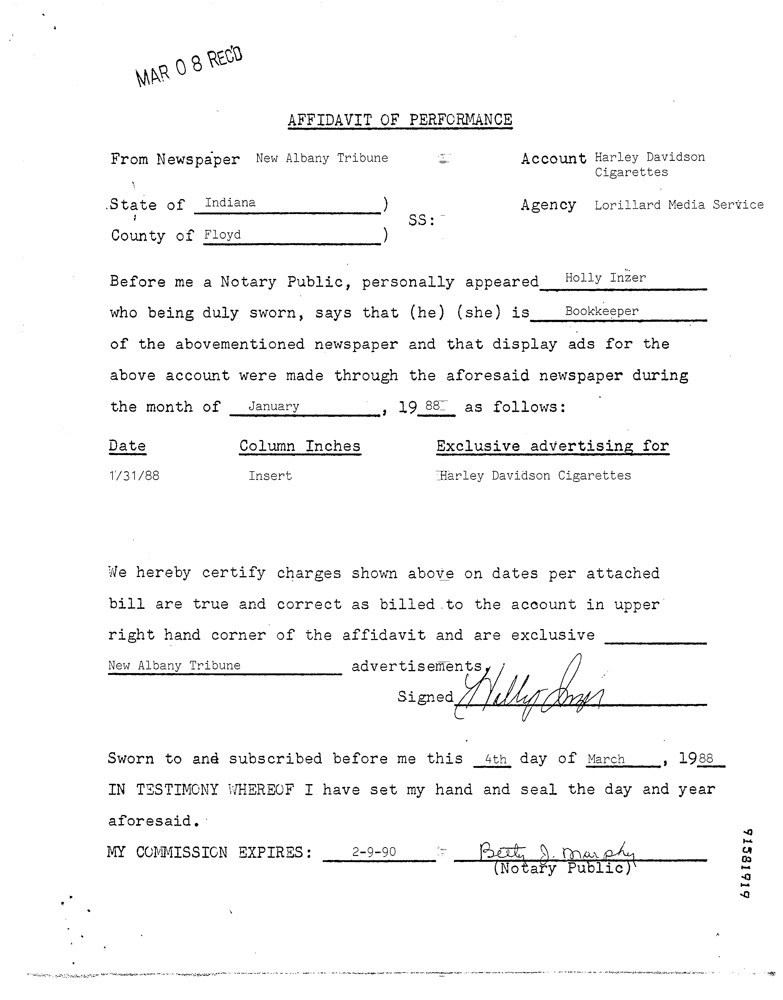 MAR 08 REC'D
AFFIDAVIT OF PERFORMANCE
From Newspaper New Albany Tribune Account Harley Davidson
Cigarettes
State of Indiana ) Agency Lorillard Media Service
SS:
County of Floyd )
Before me a Notary Public, personally appeared Holly Inzer
who being duly sworn, says that (he) (she) is Bookkeeper
of the abovementioned newspaper and that display ads for the
above account were made through the aforesaid newspaper during
the month of January , 19 88 as follows:
Date Column Inches Exclusive advertising for
1/31/88 Insert Harley Davidson Cigarettes
We hereby certify charges shown above on dates per attached
bill are true and correct as billed to the account in upper
right hand corner of the affidavit and are exclusive
New Albany Tribune advertisements,
Signed Holly Inzer
Sworn to and subscribed before me this 4th day of March , 1988
IN TESTIMONY WHEREOF I have set my hand and seal the day and year
aforesaid.
MY COMMISSION EXPIRES: 2-9-90 Betty J. Murphy
(Notary Public)
91581919